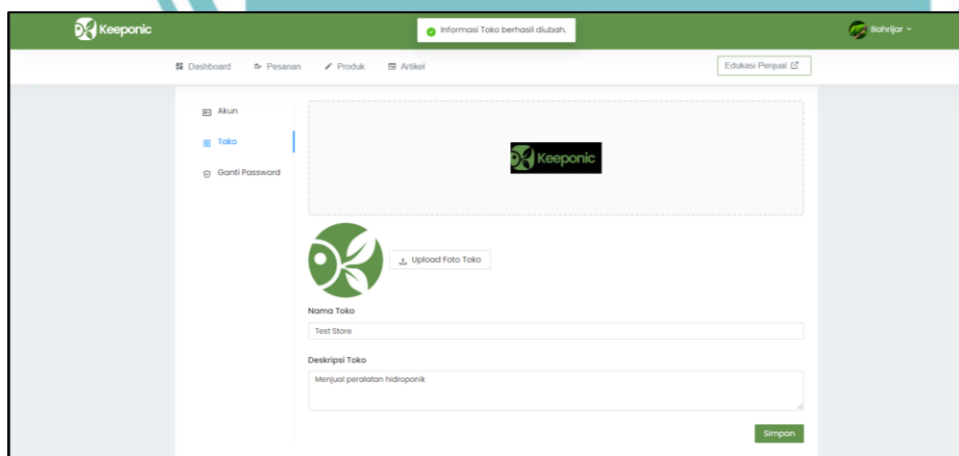 Keeponic
Informasi Toko berhasil diubah.
Bahrijar
Dashboard Pesanan Produk Artikel Edukasi Penjual
Akun
Toko
Ganti Password
Keeponic
Upload Foto Toko
Nama Toko
Test Store
Deskripsi Toko
Menjual peralatan hidroponik
Simpan